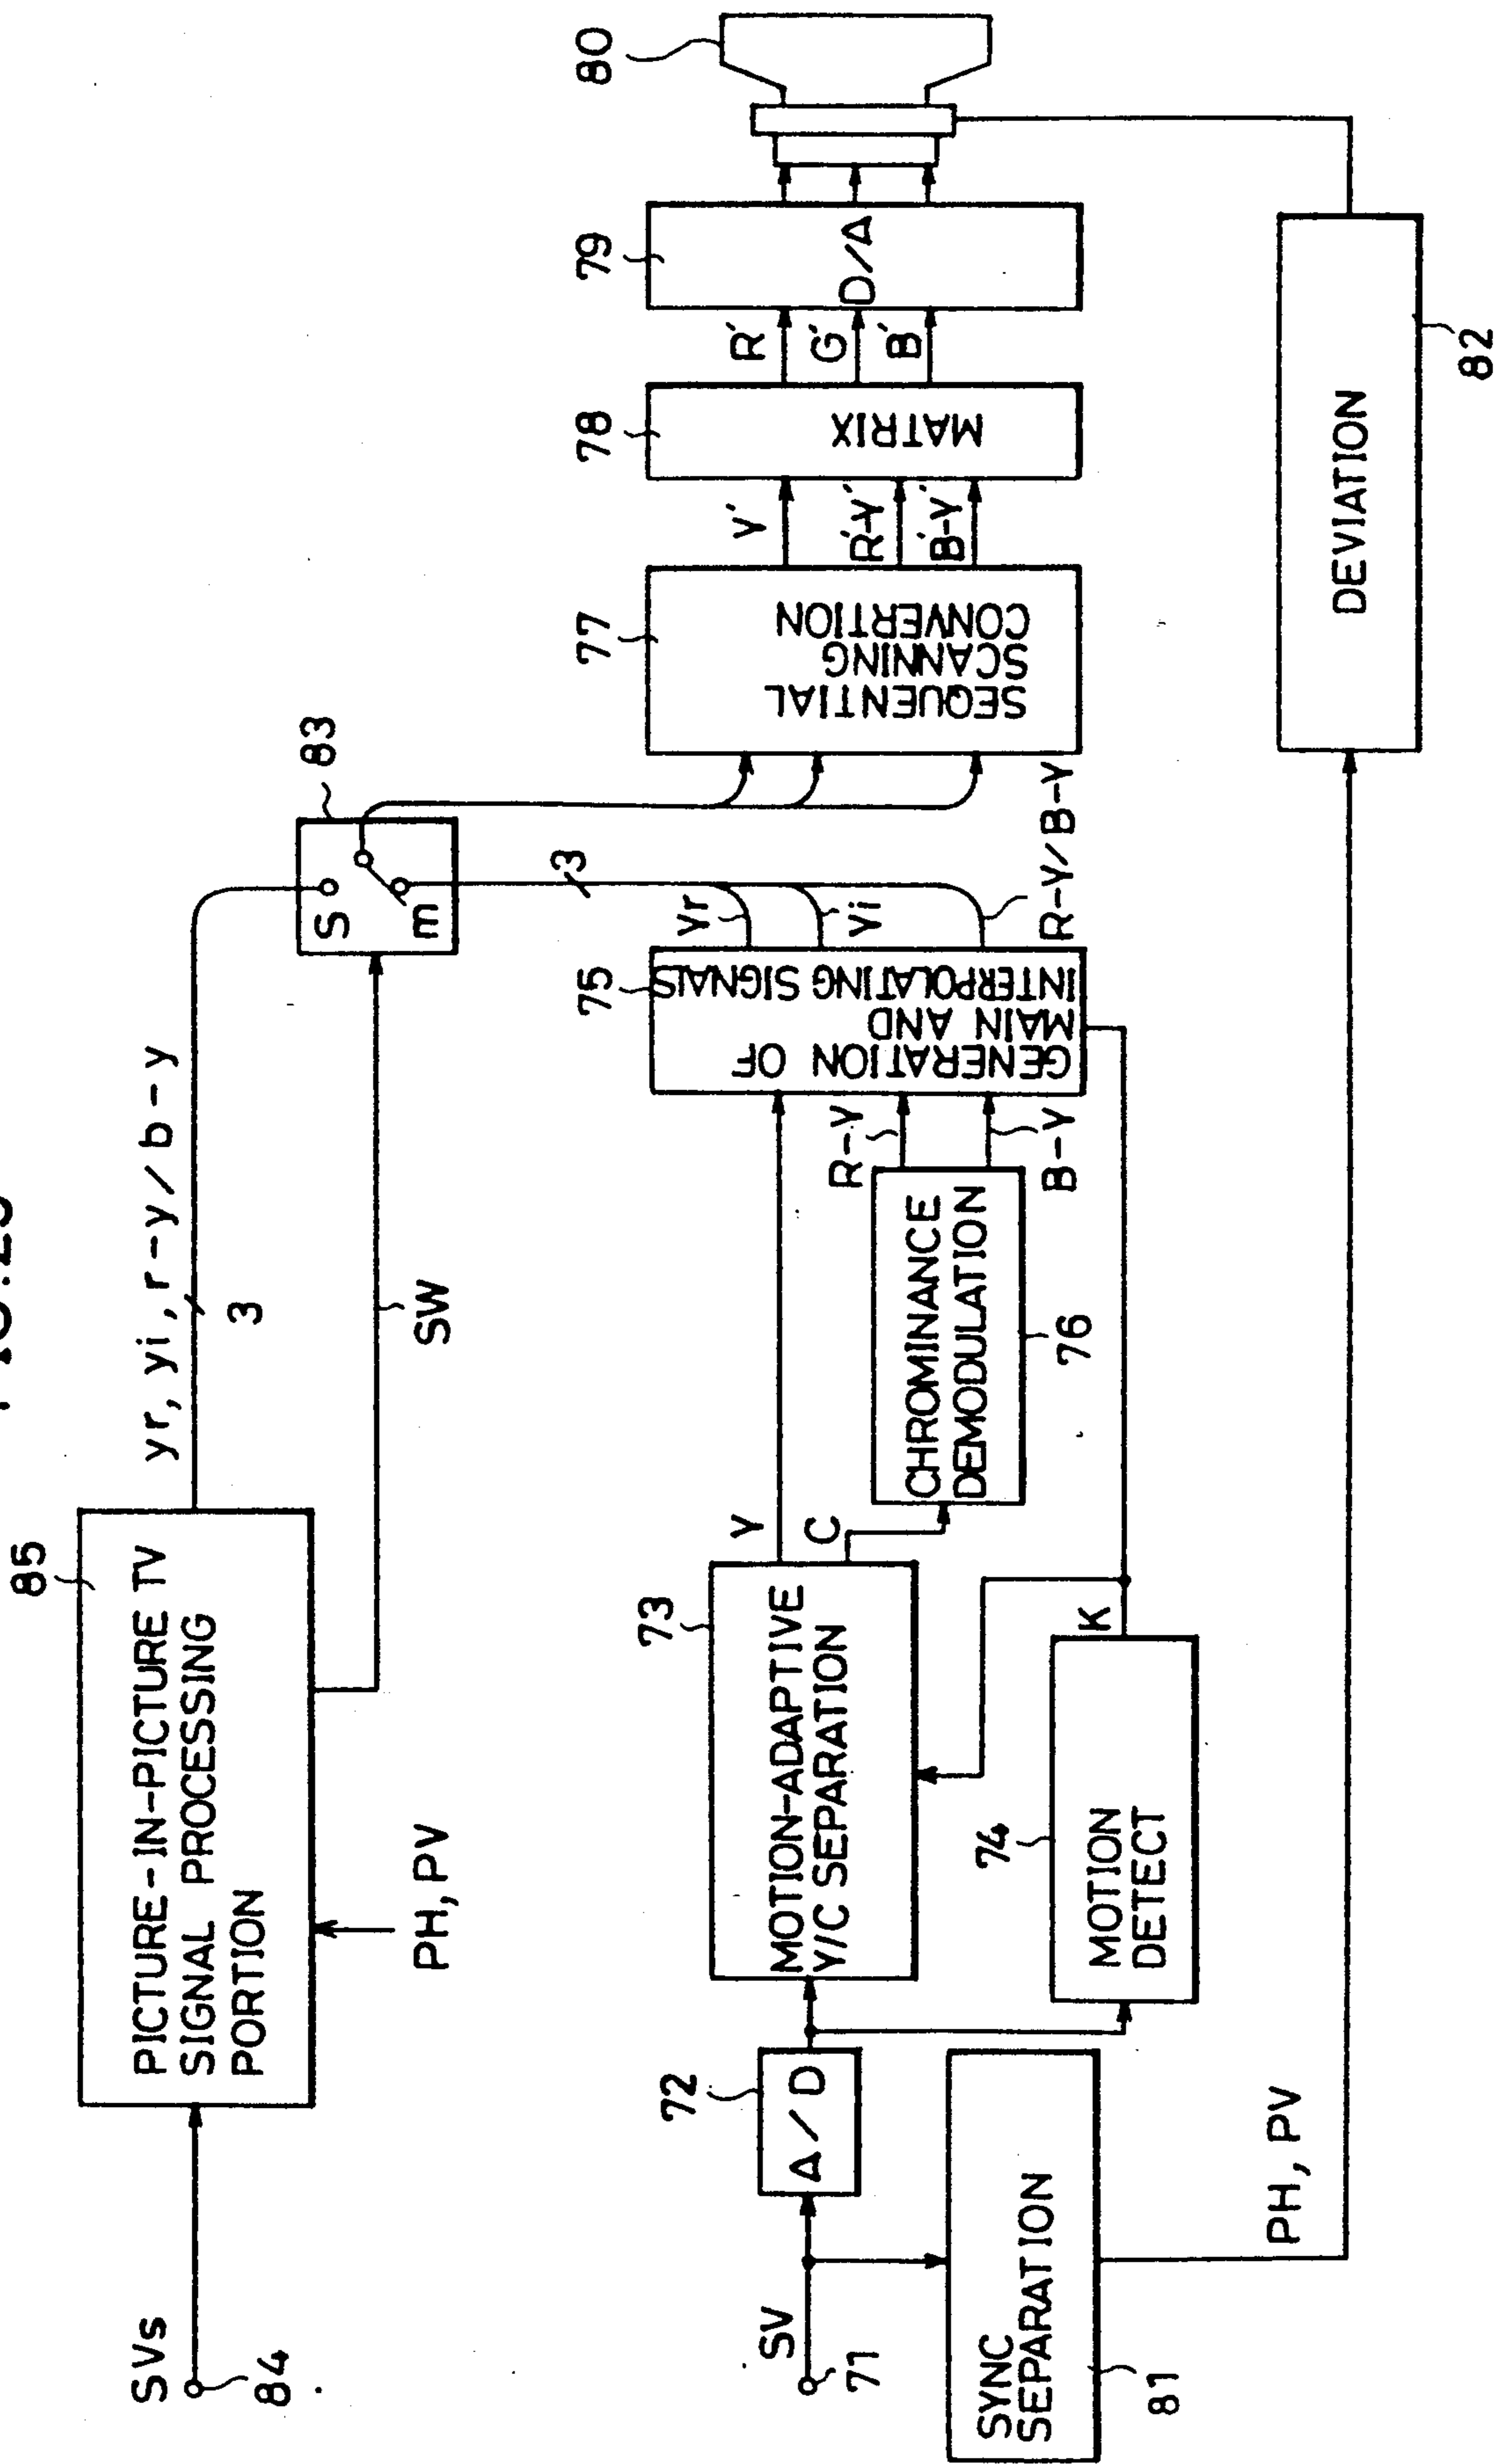 85
PICTURE-IN-PICTURE TV
SIGNAL PROCESSING
PORTION
SVs
84
PH, PV
yr, yi, r-y/b-y
3
SW
83
S
m
3
Yr
Yi
R-Y/B-Y
SV
71
72
A/D
73
MOTION-ADAPTIVE
Y/C SEPARATION
Y
C
74
MOTION
DETECT
K
CHROMINANCE
DEMODULATION
76
R-Y
B-Y
75
GENERATION OF
MAIN AND
INTERPOLATING SIGNALS
77
SEQUENTIAL
SCANNING
CONVERTION
Y'
R'-Y'
B'-Y'
78
MATRIX
R'
G'
B'
79
D/A
80
SYNC
SEPARATION
81
PH, PV
DEVIATION
82